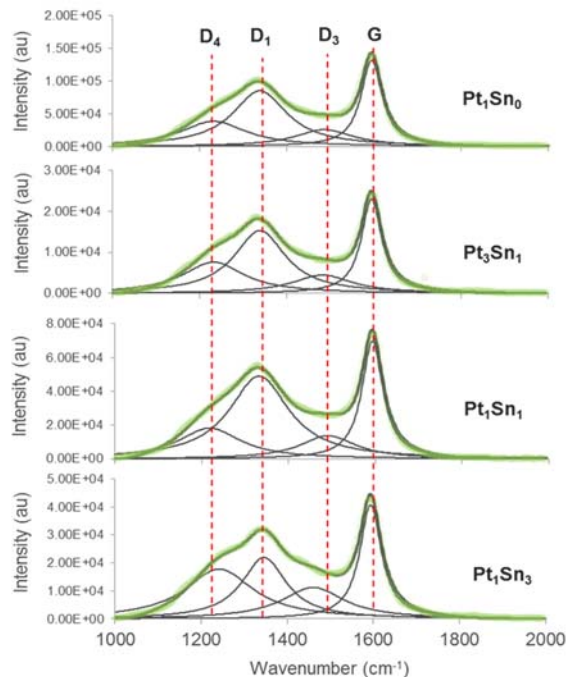 D₄ D₁ D₃ G
Intensity (au)
2.00E+05
1.50E+05
1.00E+05
5.00E+04
0.00E+00
Pt₁Sn₀
Intensity (au)
3.00E+04
2.00E+04
1.00E+04
0.00E+00
Pt₃Sn₁
Intensity (au)
8.00E+04
6.00E+04
4.00E+04
2.00E+04
0.00E+00
Pt₁Sn₁
Intensity (au)
5.00E+04
4.00E+04
3.00E+04
2.00E+04
1.00E+04
0.00E+00
Pt₁Sn₃
1000 1200 1400 1600 1800 2000
Wavenumber (cm⁻¹)